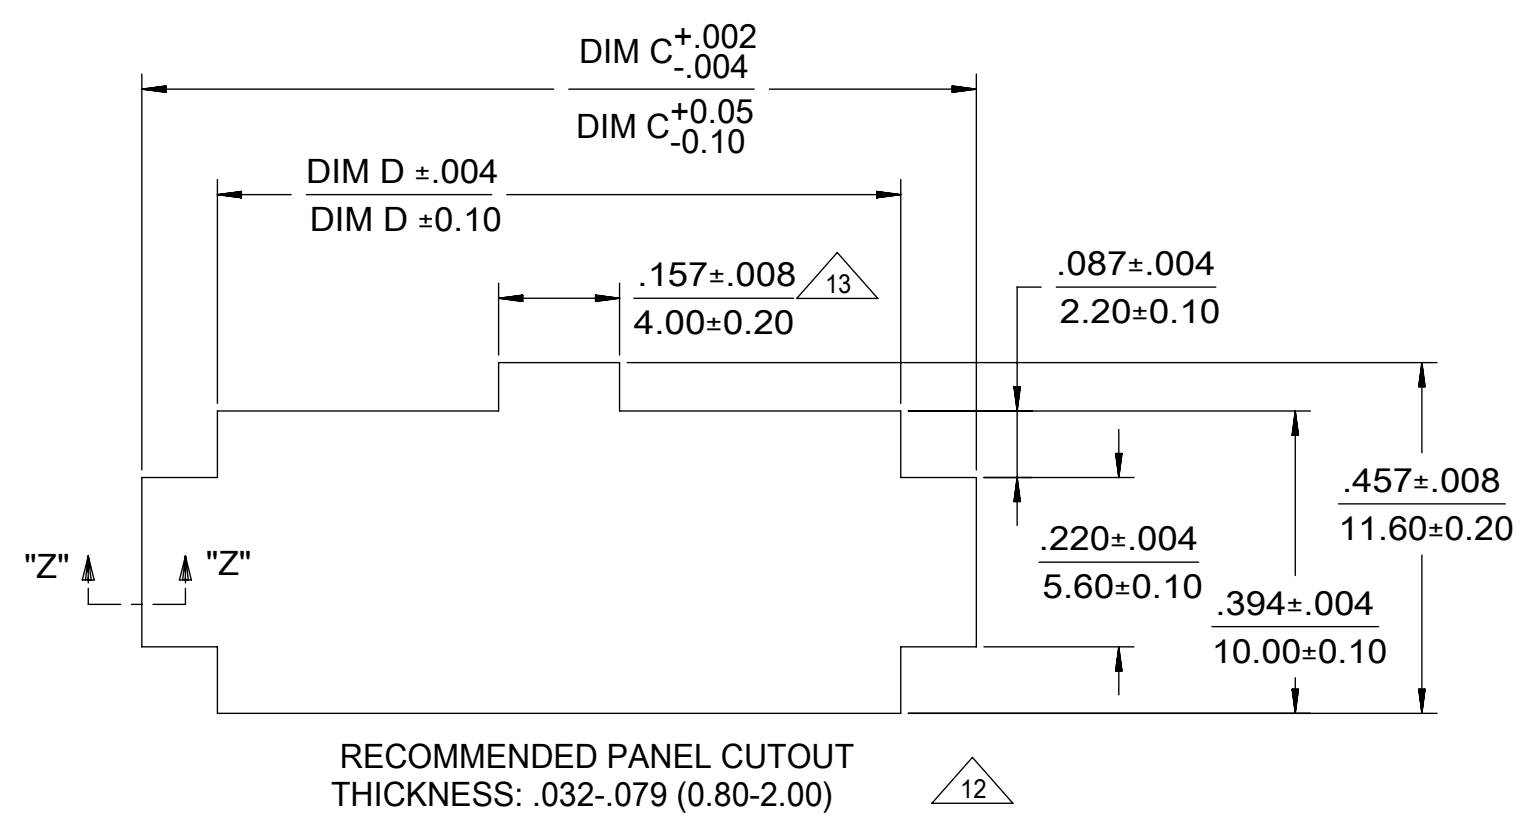 DIM C +.002
-.004
DIM C +0.05
-0.10
DIM D ±.004
DIM D ±0.10
.157±.008 13
4.00±0.20
.087±.004
2.20±0.10
.457±.008
11.60±0.20
.220±.004
5.60±0.10
"Z" "Z"
.394±.004
10.00±0.10
RECOMMENDED PANEL CUTOUT
THICKNESS: .032-.079 (0.80-2.00) 12